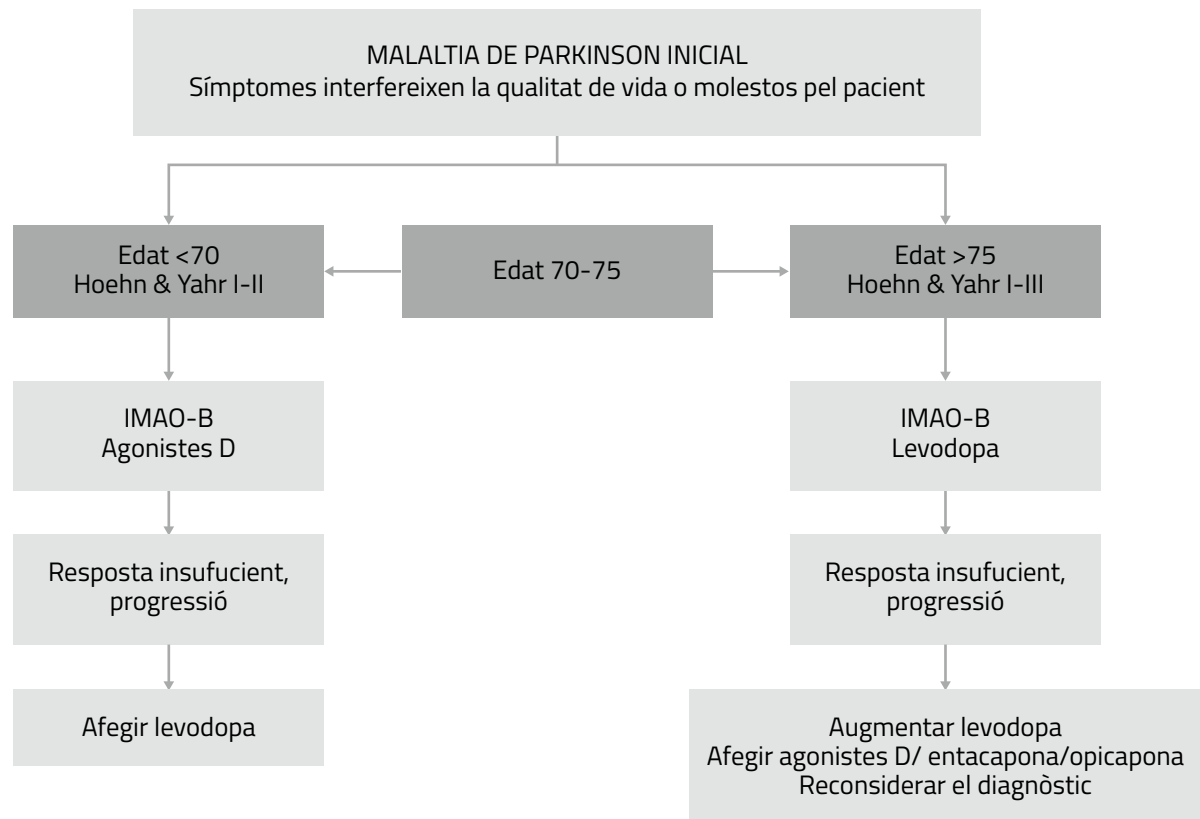 MALALTIA DE PARKINSON INICIAL
Símptomes interfereixen la qualitat de vida o molestos pel pacient
Edat <70
Hoehn & Yahr I-II
Edat 70-75
Edat >75
Hoehn & Yahr I-III
IMAO-B
Agonistes D
IMAO-B
Levodopa
Resposta insufucient,
progressió
Resposta insufucient,
progressió
Afegir levodopa
Augmentar levodopa
Afegir agonistes D/ entacapona/opicapona
Reconsiderar el diagnòstic